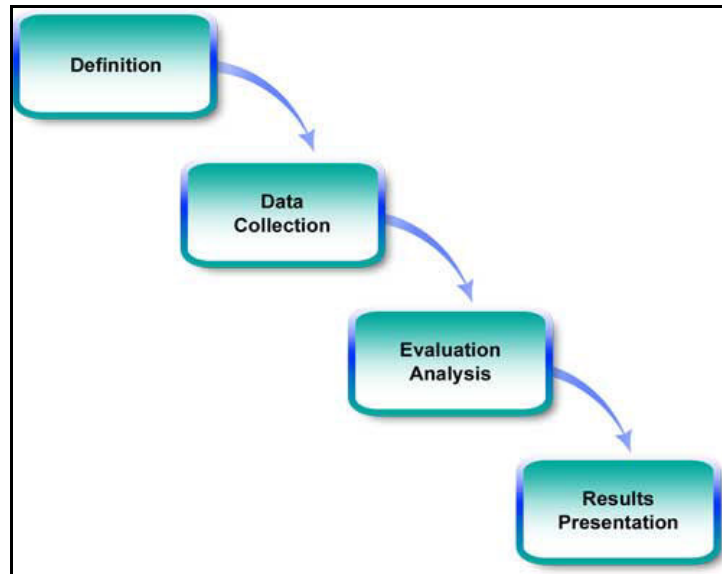 Definition
Data
Collection
Evaluation
Analysis
Results
Presentation